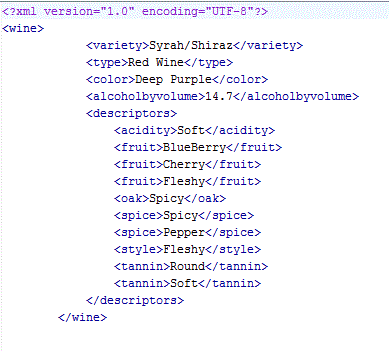 <?xml version="1.0" encoding="UTF-8"?>
<wine>
<variety>Syrah/Shiraz</variety>
<type>Red Wine</type>
<color>Deep Purple</color>
<alcoholbyvolume>14.7</alcoholbyvolume>
<descriptors>
<acidity>Soft</acidity>
<fruit>BlueBerry</fruit>
<fruit>Cherry</fruit>
<fruit>Fleshy</fruit>
<oak>Spicy</oak>
<spice>Spicy</spice>
<spice>Pepper</spice>
<style>Fleshy</style>
<tannin>Round</tannin>
<tannin>Soft</tannin>
</descriptors>
</wine>